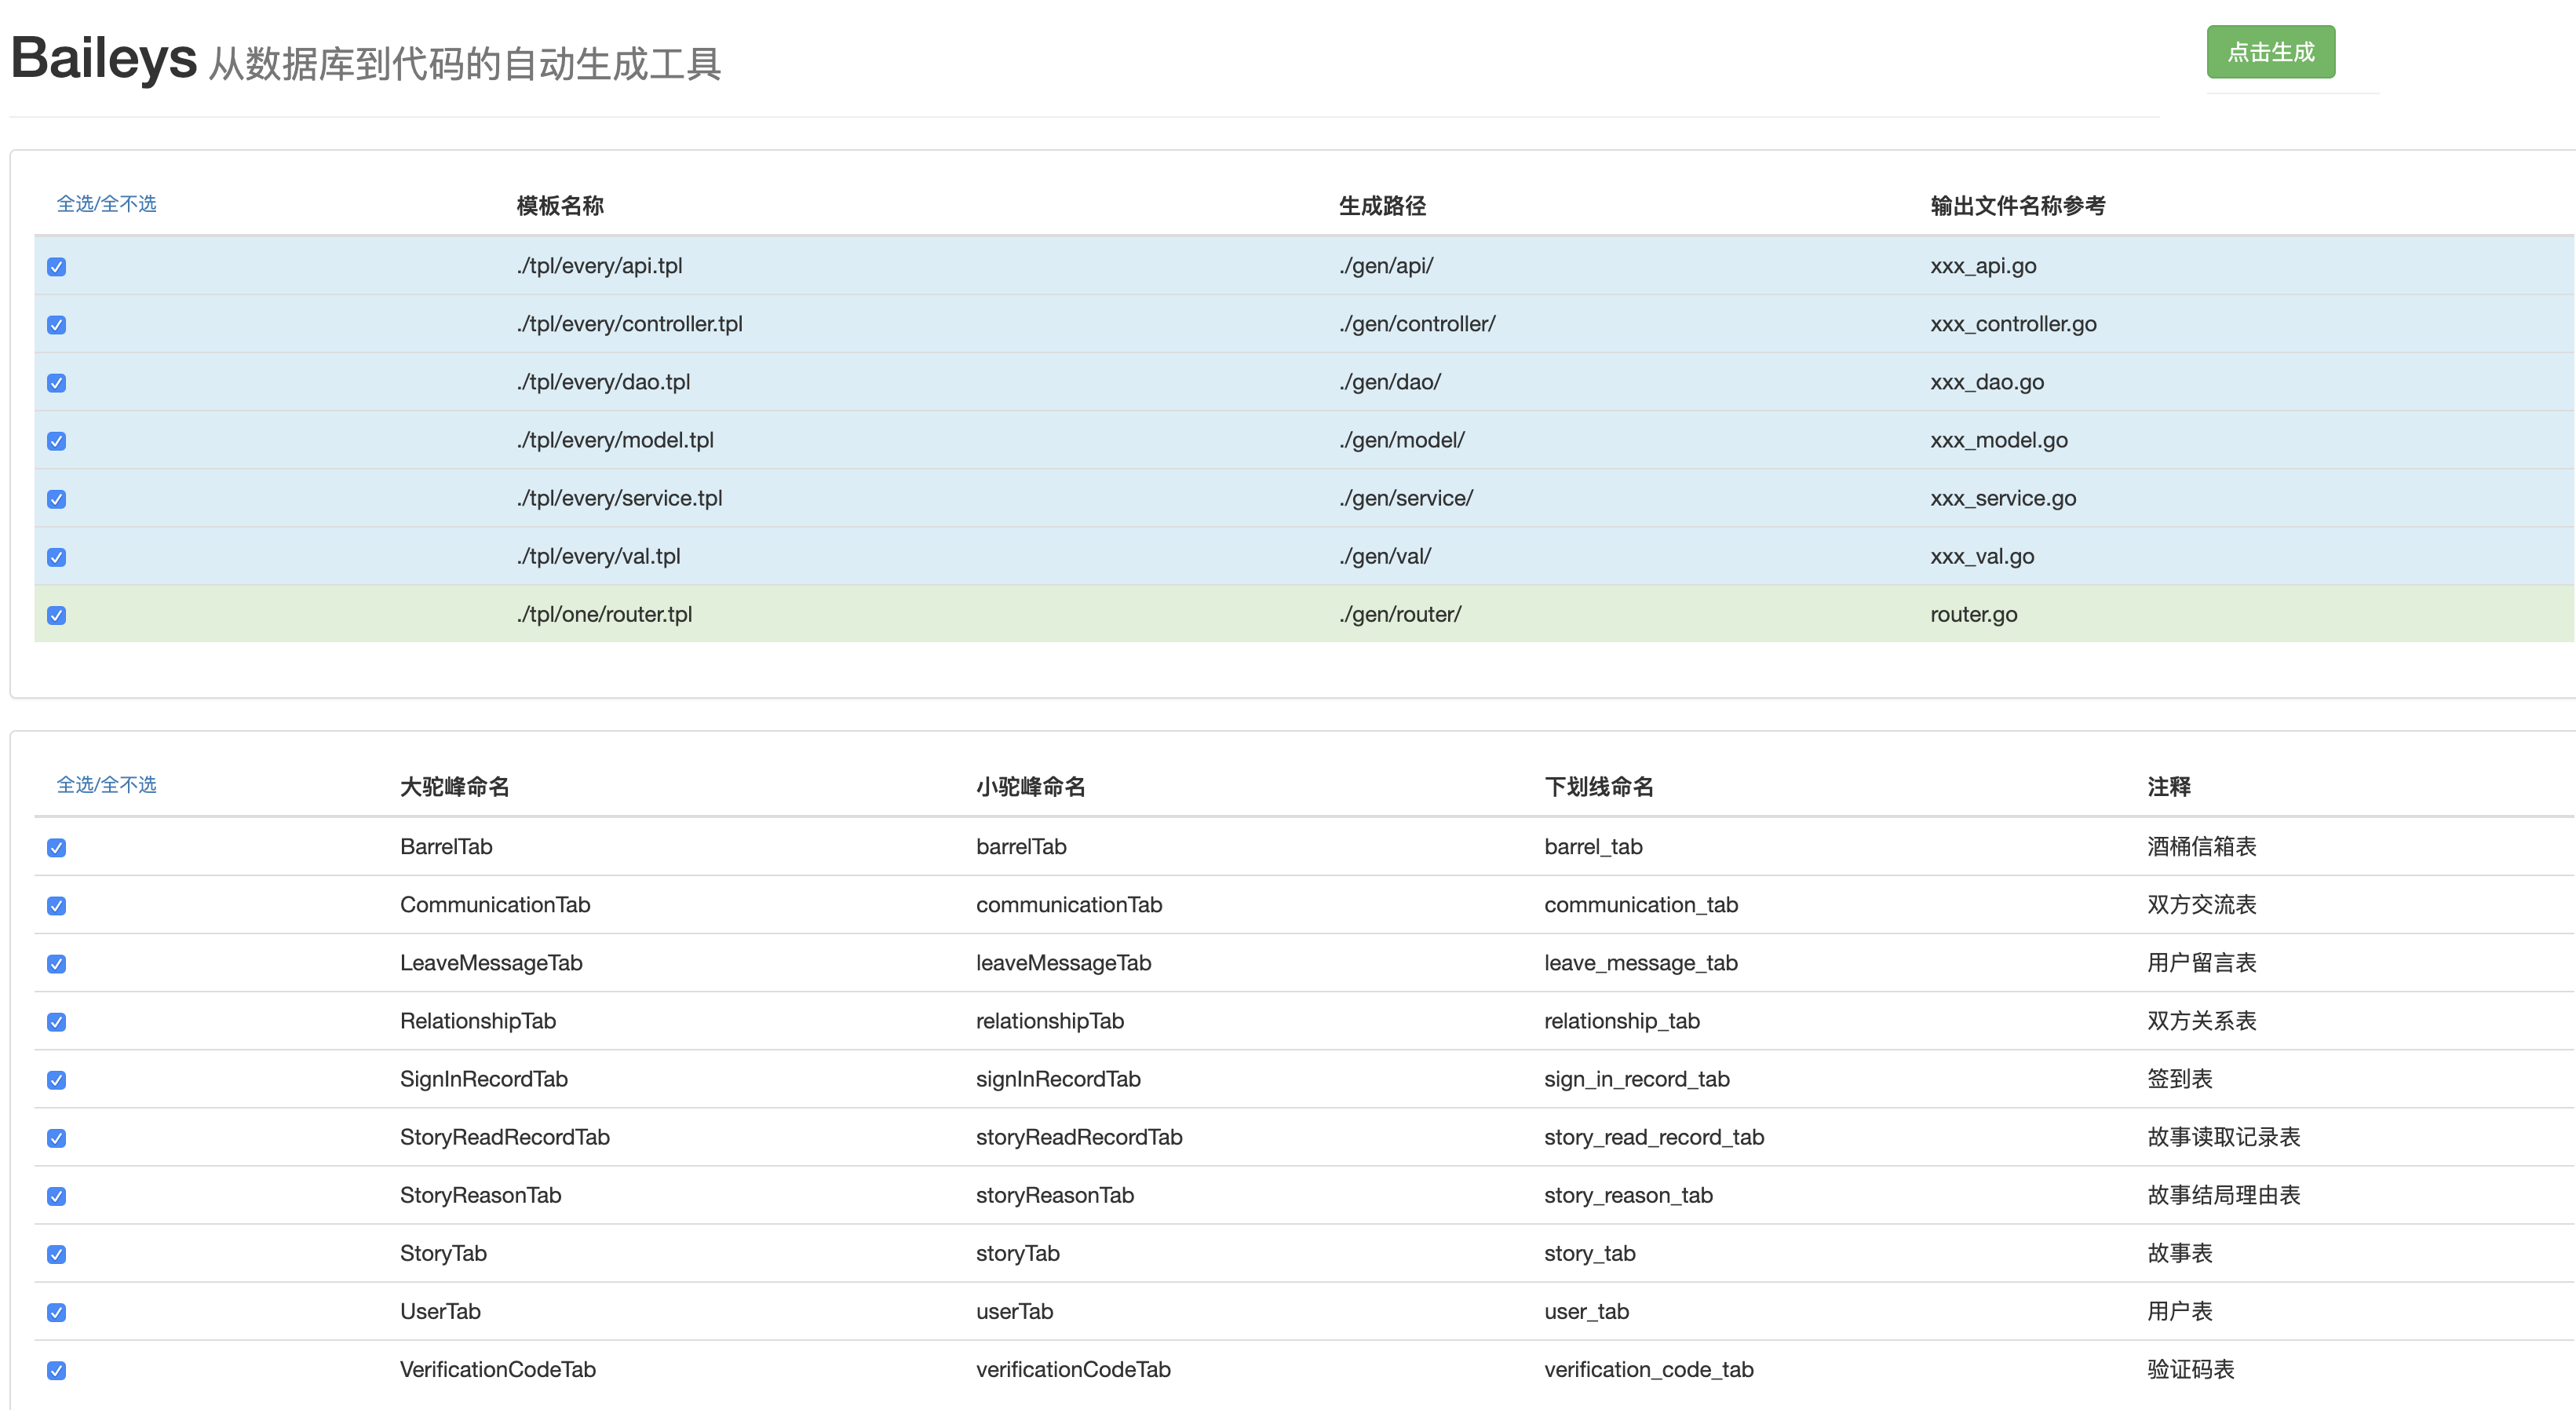 Baileys 从数据库到代码的自动生成工具
点击生成
全选/全不选 模板名称 生成路径 输出文件名称参考
./tpl/every/api.tpl ./gen/api/ xxx_api.go
./tpl/every/controller.tpl ./gen/controller/ xxx_controller.go
./tpl/every/dao.tpl ./gen/dao/ xxx_dao.go
./tpl/every/model.tpl ./gen/model/ xxx_model.go
./tpl/every/service.tpl ./gen/service/ xxx_service.go
./tpl/every/val.tpl ./gen/val/ xxx_val.go
./tpl/one/router.tpl ./gen/router/ router.go
全选/全不选 大驼峰命名 小驼峰命名 下划线命名 注释
BarrelTab barrelTab barrel_tab 酒桶信箱表
CommunicationTab communicationTab communication_tab 双方交流表
LeaveMessageTab leaveMessageTab leave_message_tab 用户留言表
RelationshipTab relationshipTab relationship_tab 双方关系表
SignInRecordTab signInRecordTab sign_in_record_tab 签到表
StoryReadRecordTab storyReadRecordTab story_read_record_tab 故事读取记录表
StoryReasonTab storyReasonTab story_reason_tab 故事结局理由表
StoryTab storyTab story_tab 故事表
UserTab userTab user_tab 用户表
VerificationCodeTab verificationCodeTab verification_code_tab 验证码表